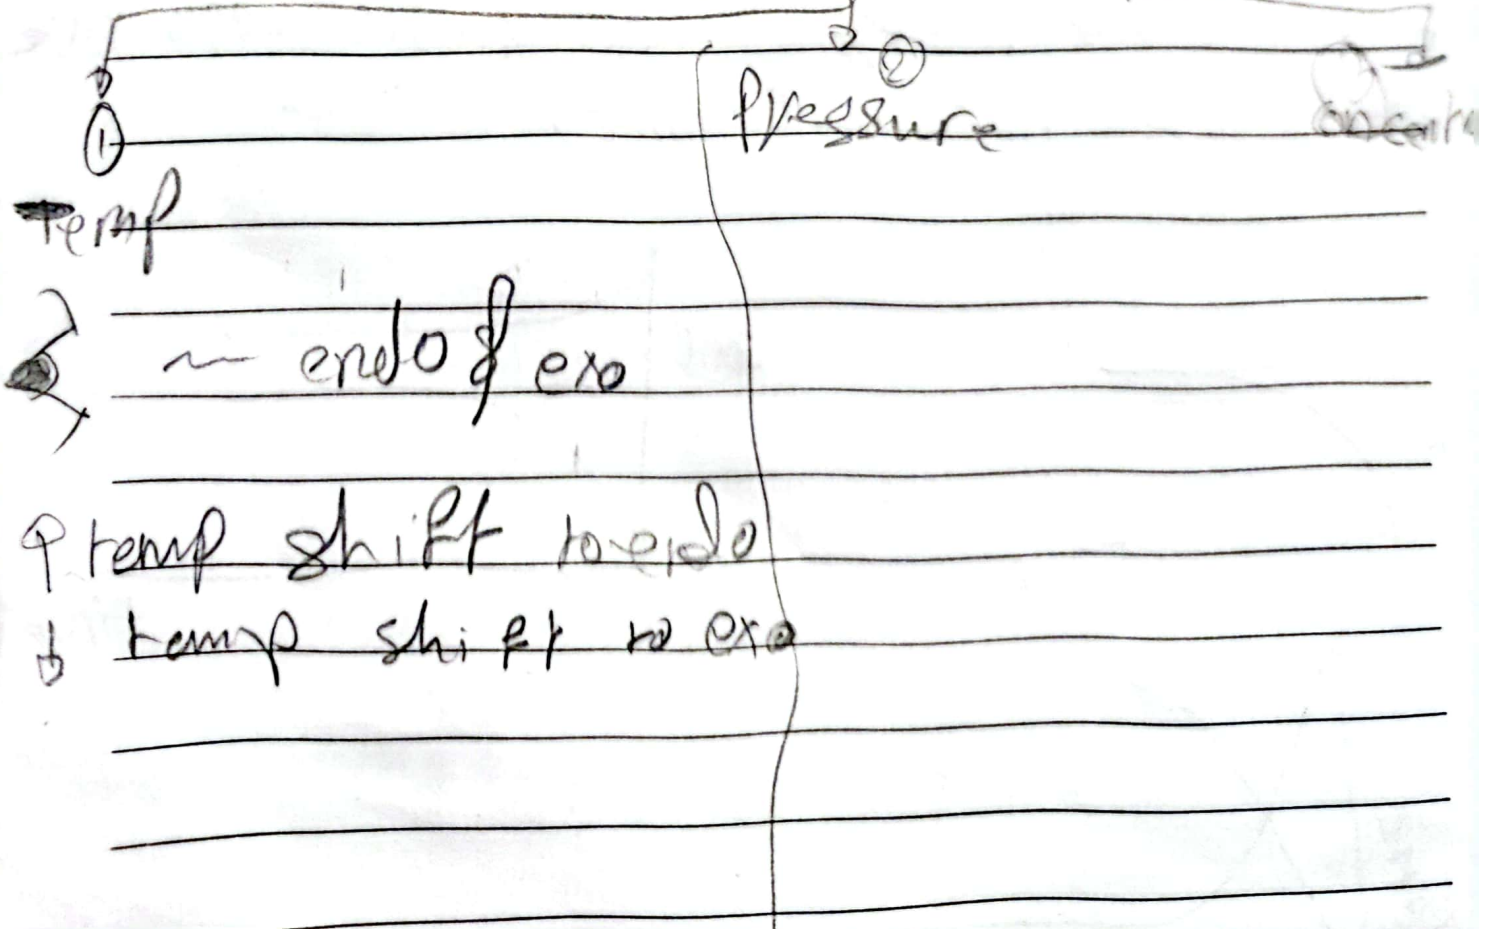 ①
②
Pressure
Temp
~ endo & exo
↑ temp shift to endo
↓ temp shift to exo